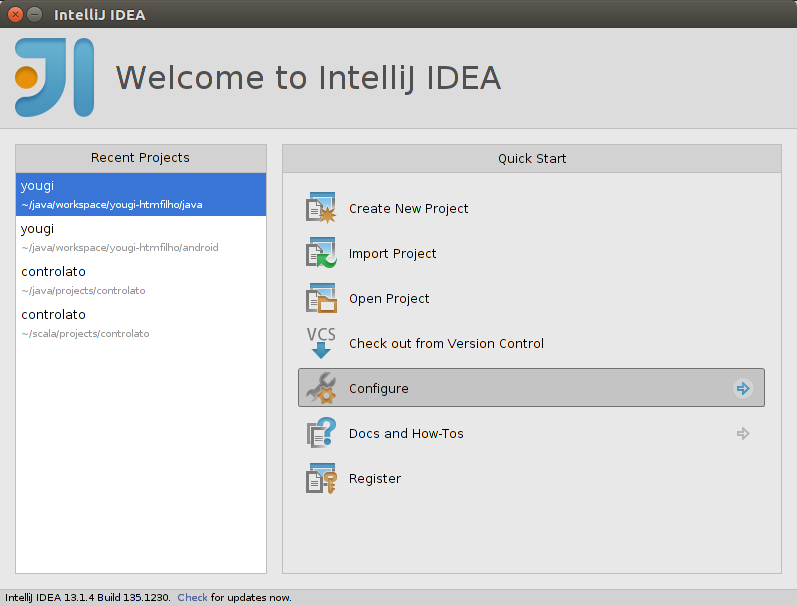 IntelliJ IDEA
Welcome to IntelliJ IDEA
Recent Projects
yougi
~/java/workspace/yougi-htmfilho/java
yougi
~/java/workspace/yougi-htmfilho/android
controlato
~/java/projects/controlato
controlato
~/scala/projects/controlato
Quick Start
Create New Project
Import Project
Open Project
VCS
Check out from Version Control
Configure
Docs and How-Tos
Register
IntelliJ IDEA 13.1.4 Build 135.1230. Check for updates now.